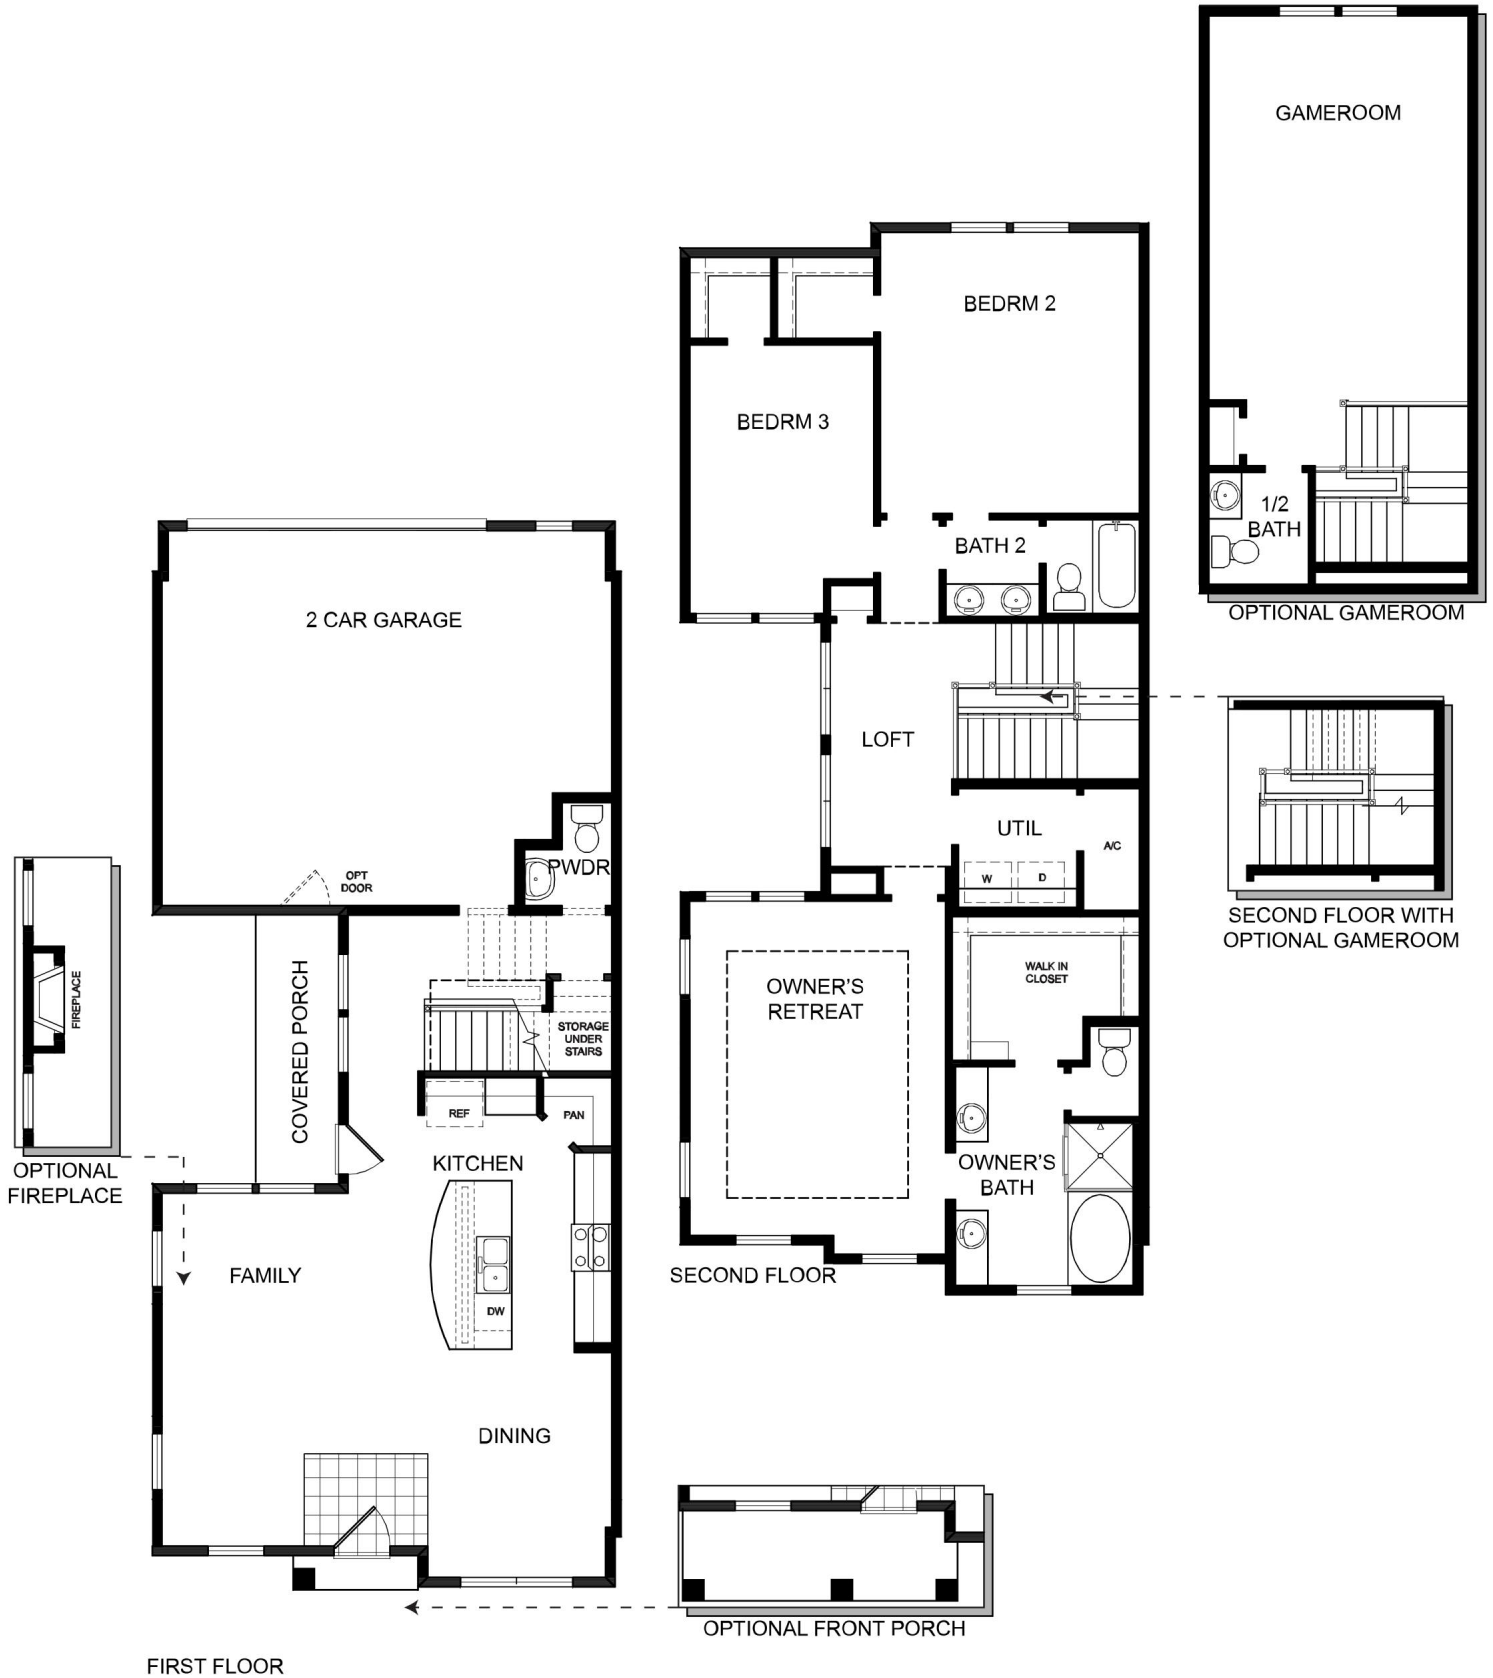 2 CAR GARAGE
PWDR
OPT
DOOR
COVERED PORCH
STORAGE
UNDER
STAIRS
REF
PAN
KITCHEN
DW
FAMILY
DINING
FIRST FLOOR
FIREPLACE
OPTIONAL
FIREPLACE
BEDRM 2
BEDRM 3
BATH 2
LOFT
UTIL
A/C
W
D
WALK IN
CLOSET
OWNER'S
RETREAT
OWNER'S
BATH
SECOND FLOOR
OPTIONAL FRONT PORCH
GAMEROOM
1/2
BATH
OPTIONAL GAMEROOM
SECOND FLOOR WITH
OPTIONAL GAMEROOM